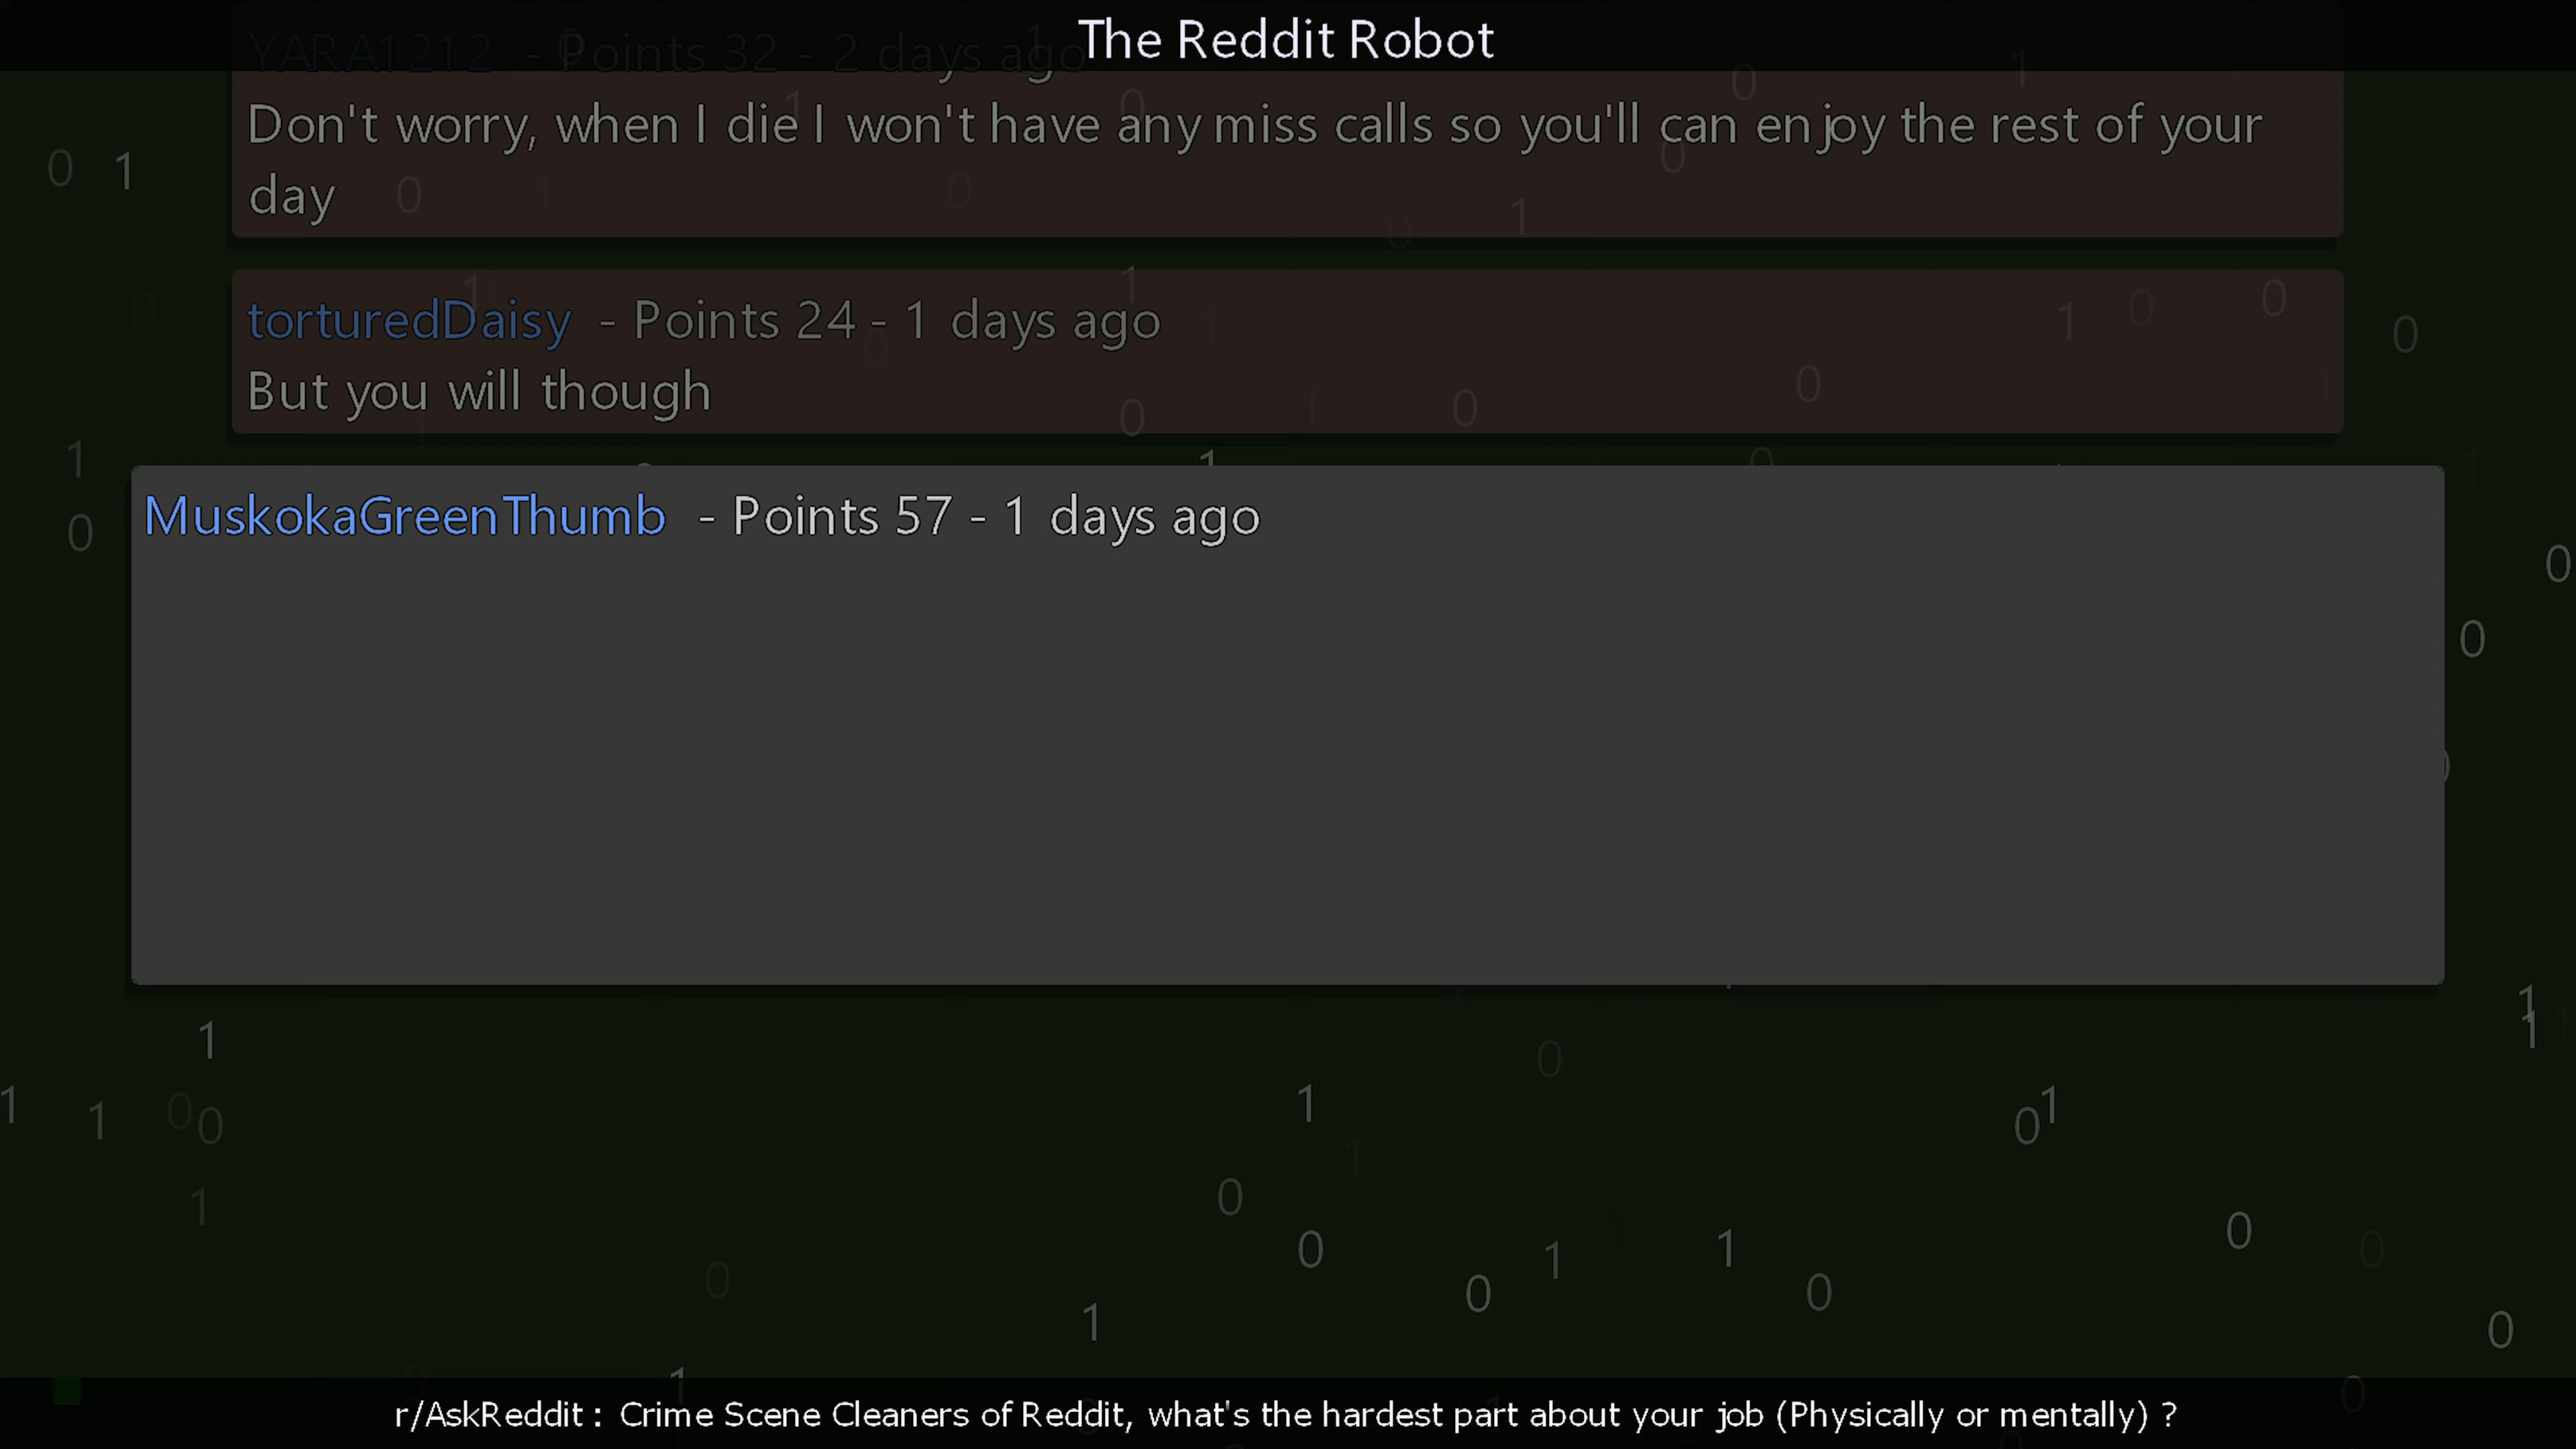 The Reddit Robot
YARA1212 - Points 32 - 2 days ago
Don't worry, when I die I won't have any miss calls so you'll can enjoy the rest of your
day
torturedDaisy - Points 24 - 1 days ago
But you will though
MuskokaGreenThumb - Points 57 - 1 days ago
r/AskReddit : Crime Scene Cleaners of Reddit, what's the hardest part about your job (Physically or mentally) ?